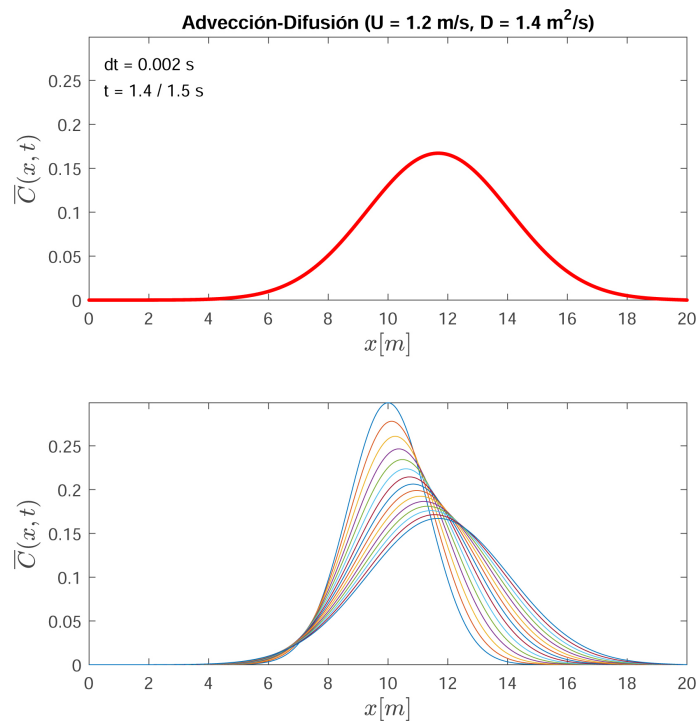 Advección-Difusión (U = 1.2 m/s, D = 1.4 m²/s)
dt = 0.002 s
t = 1.4 / 1.5 s
0.25
0.2
0.15
0.1
0.05
0
C̅(x, t)
0 2 4 6 8 10 12 14 16 18 20
x[m]
0.25
0.2
0.15
0.1
0.05
0
C̅(x, t)
0 2 4 6 8 10 12 14 16 18 20
x[m]